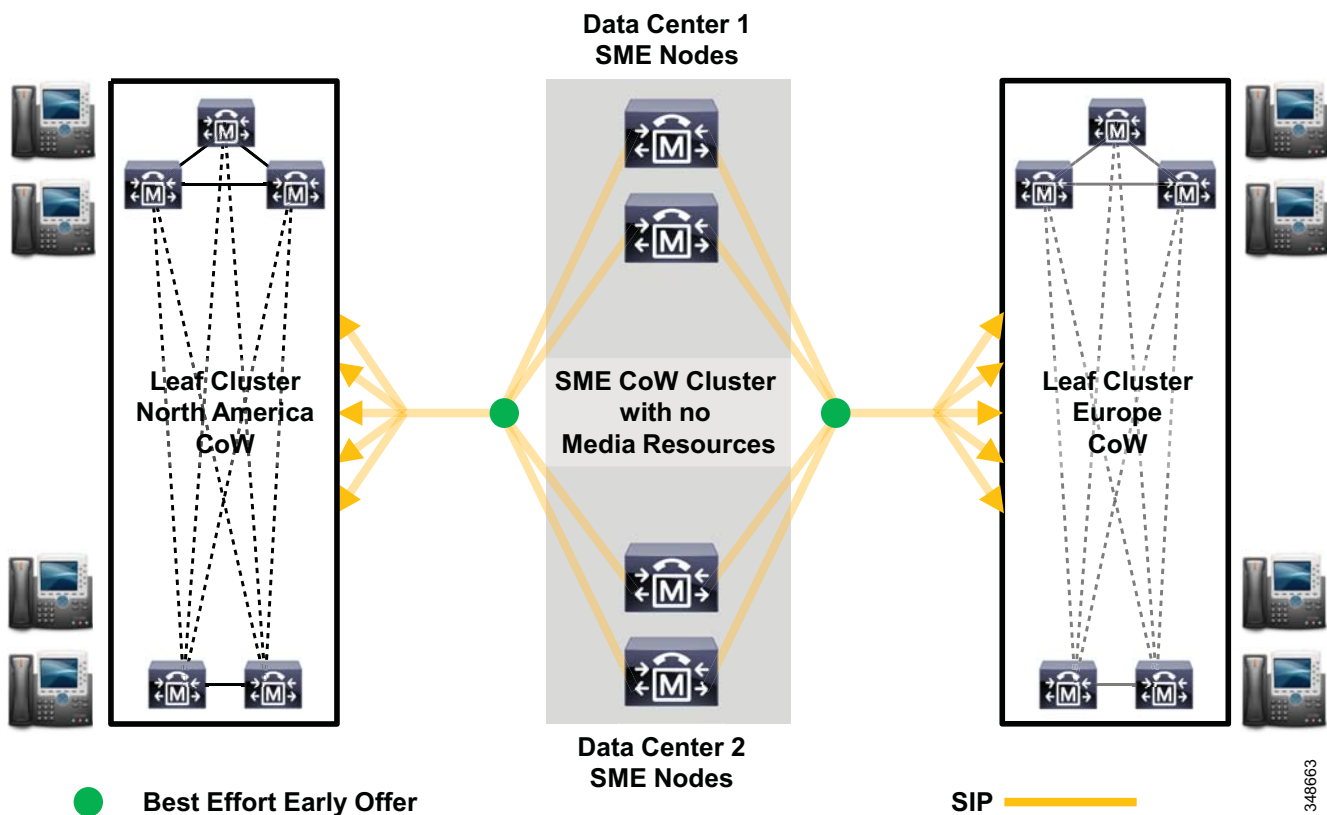 Data Center 1
SME Nodes
M
M
M
M
M
M
M
M
Leaf Cluster
North America
CoW
SME CoW Cluster
with no
Media Resources
Leaf Cluster
Europe
CoW
M
M
M
M
M
M
Data Center 2
SME Nodes
Best Effort Early Offer
SIP
348663